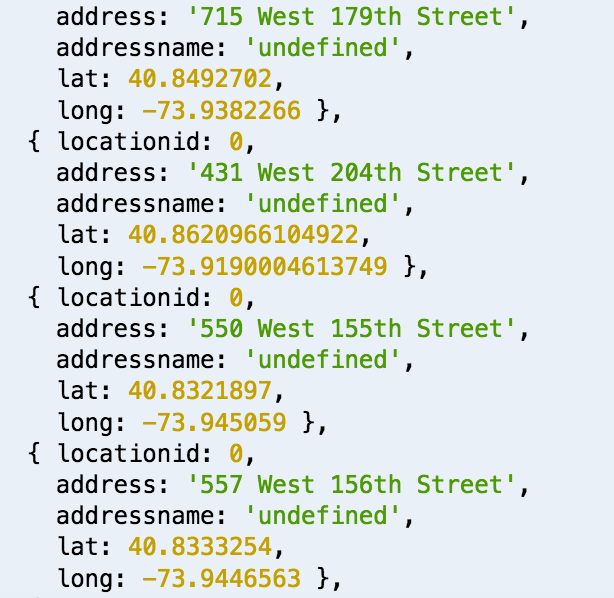 address: '715 West 179th Street',
addressname: 'undefined',
lat: 40.8492702,
long: -73.9382266 },
{ locationid: 0,
address: '431 West 204th Street',
addressname: 'undefined',
lat: 40.8620966104922,
long: -73.9190004613749 },
{ locationid: 0,
address: '550 West 155th Street',
addressname: 'undefined',
lat: 40.8321897,
long: -73.945059 },
{ locationid: 0,
address: '557 West 156th Street',
addressname: 'undefined',
lat: 40.8333254,
long: -73.9446563 },